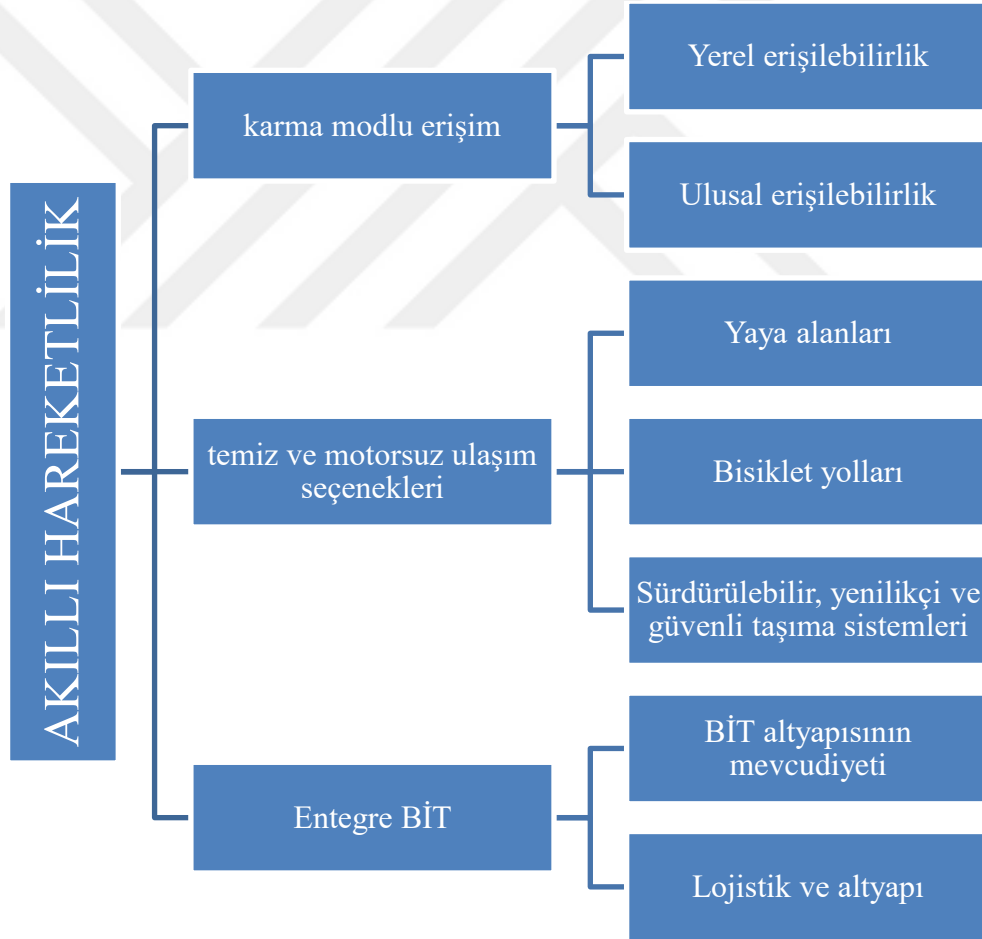 AKILLI HAREKETLİLİK
karma modlu erişim
Yerel erişilebilirlik
Ulusal erişilebilirlik
temiz ve motorsuz ulaşım
seçenekleri
Yaya alanları
Bisiklet yolları
Sürdürülebilir, yenilikçi ve
güvenli taşıma sistemleri
Entegre BİT
BİT altyapısının
mevcudiyeti
Lojistik ve altyapı